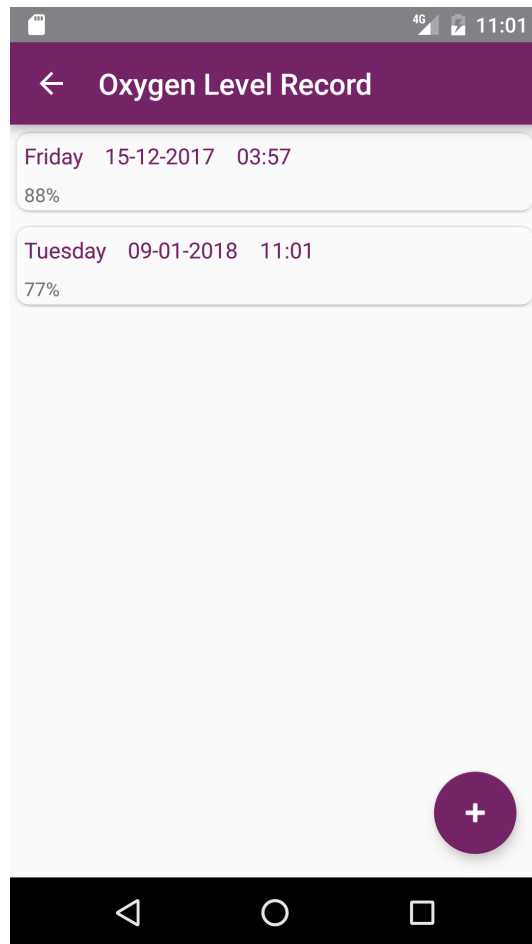 4G 11:01
Oxygen Level Record
Friday 15-12-2017 03:57
88%
Tuesday 09-01-2018 11:01
77%
+